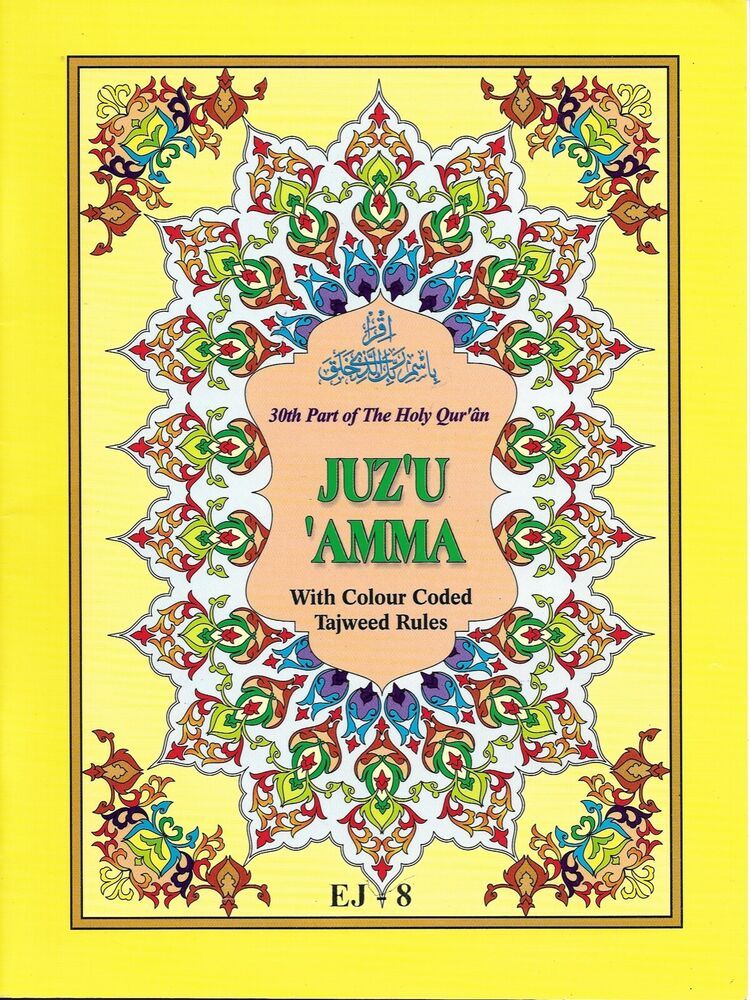 اقرأ
باسم ربك الذي خلق
30th Part of The Holy Qur'ân
JUZ'U
'AMMA
With Colour Coded
Tajweed Rules
EJ - 8